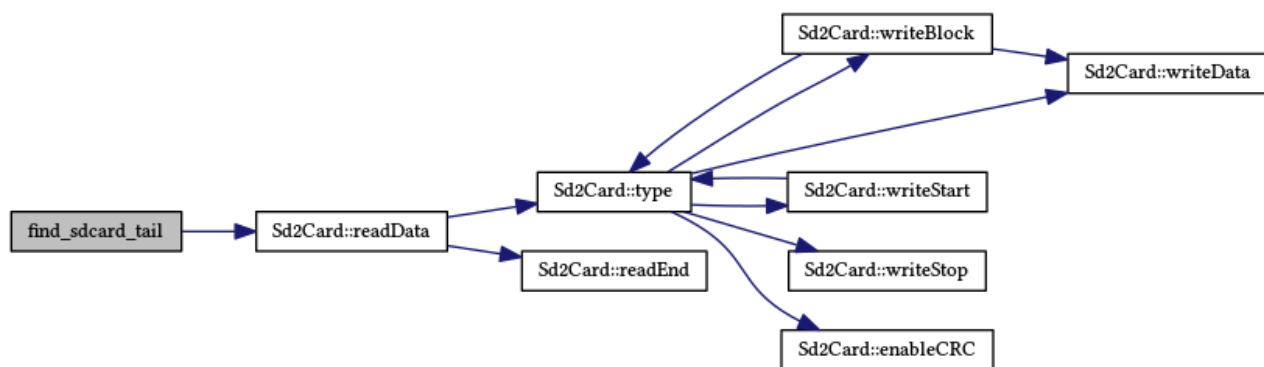 Sd2Card::writeBlock
Sd2Card::writeData
Sd2Card::type
Sd2Card::writeStart
find_sdcard_tail
Sd2Card::readData
Sd2Card::readEnd
Sd2Card::writeStop
Sd2Card::enableCRC